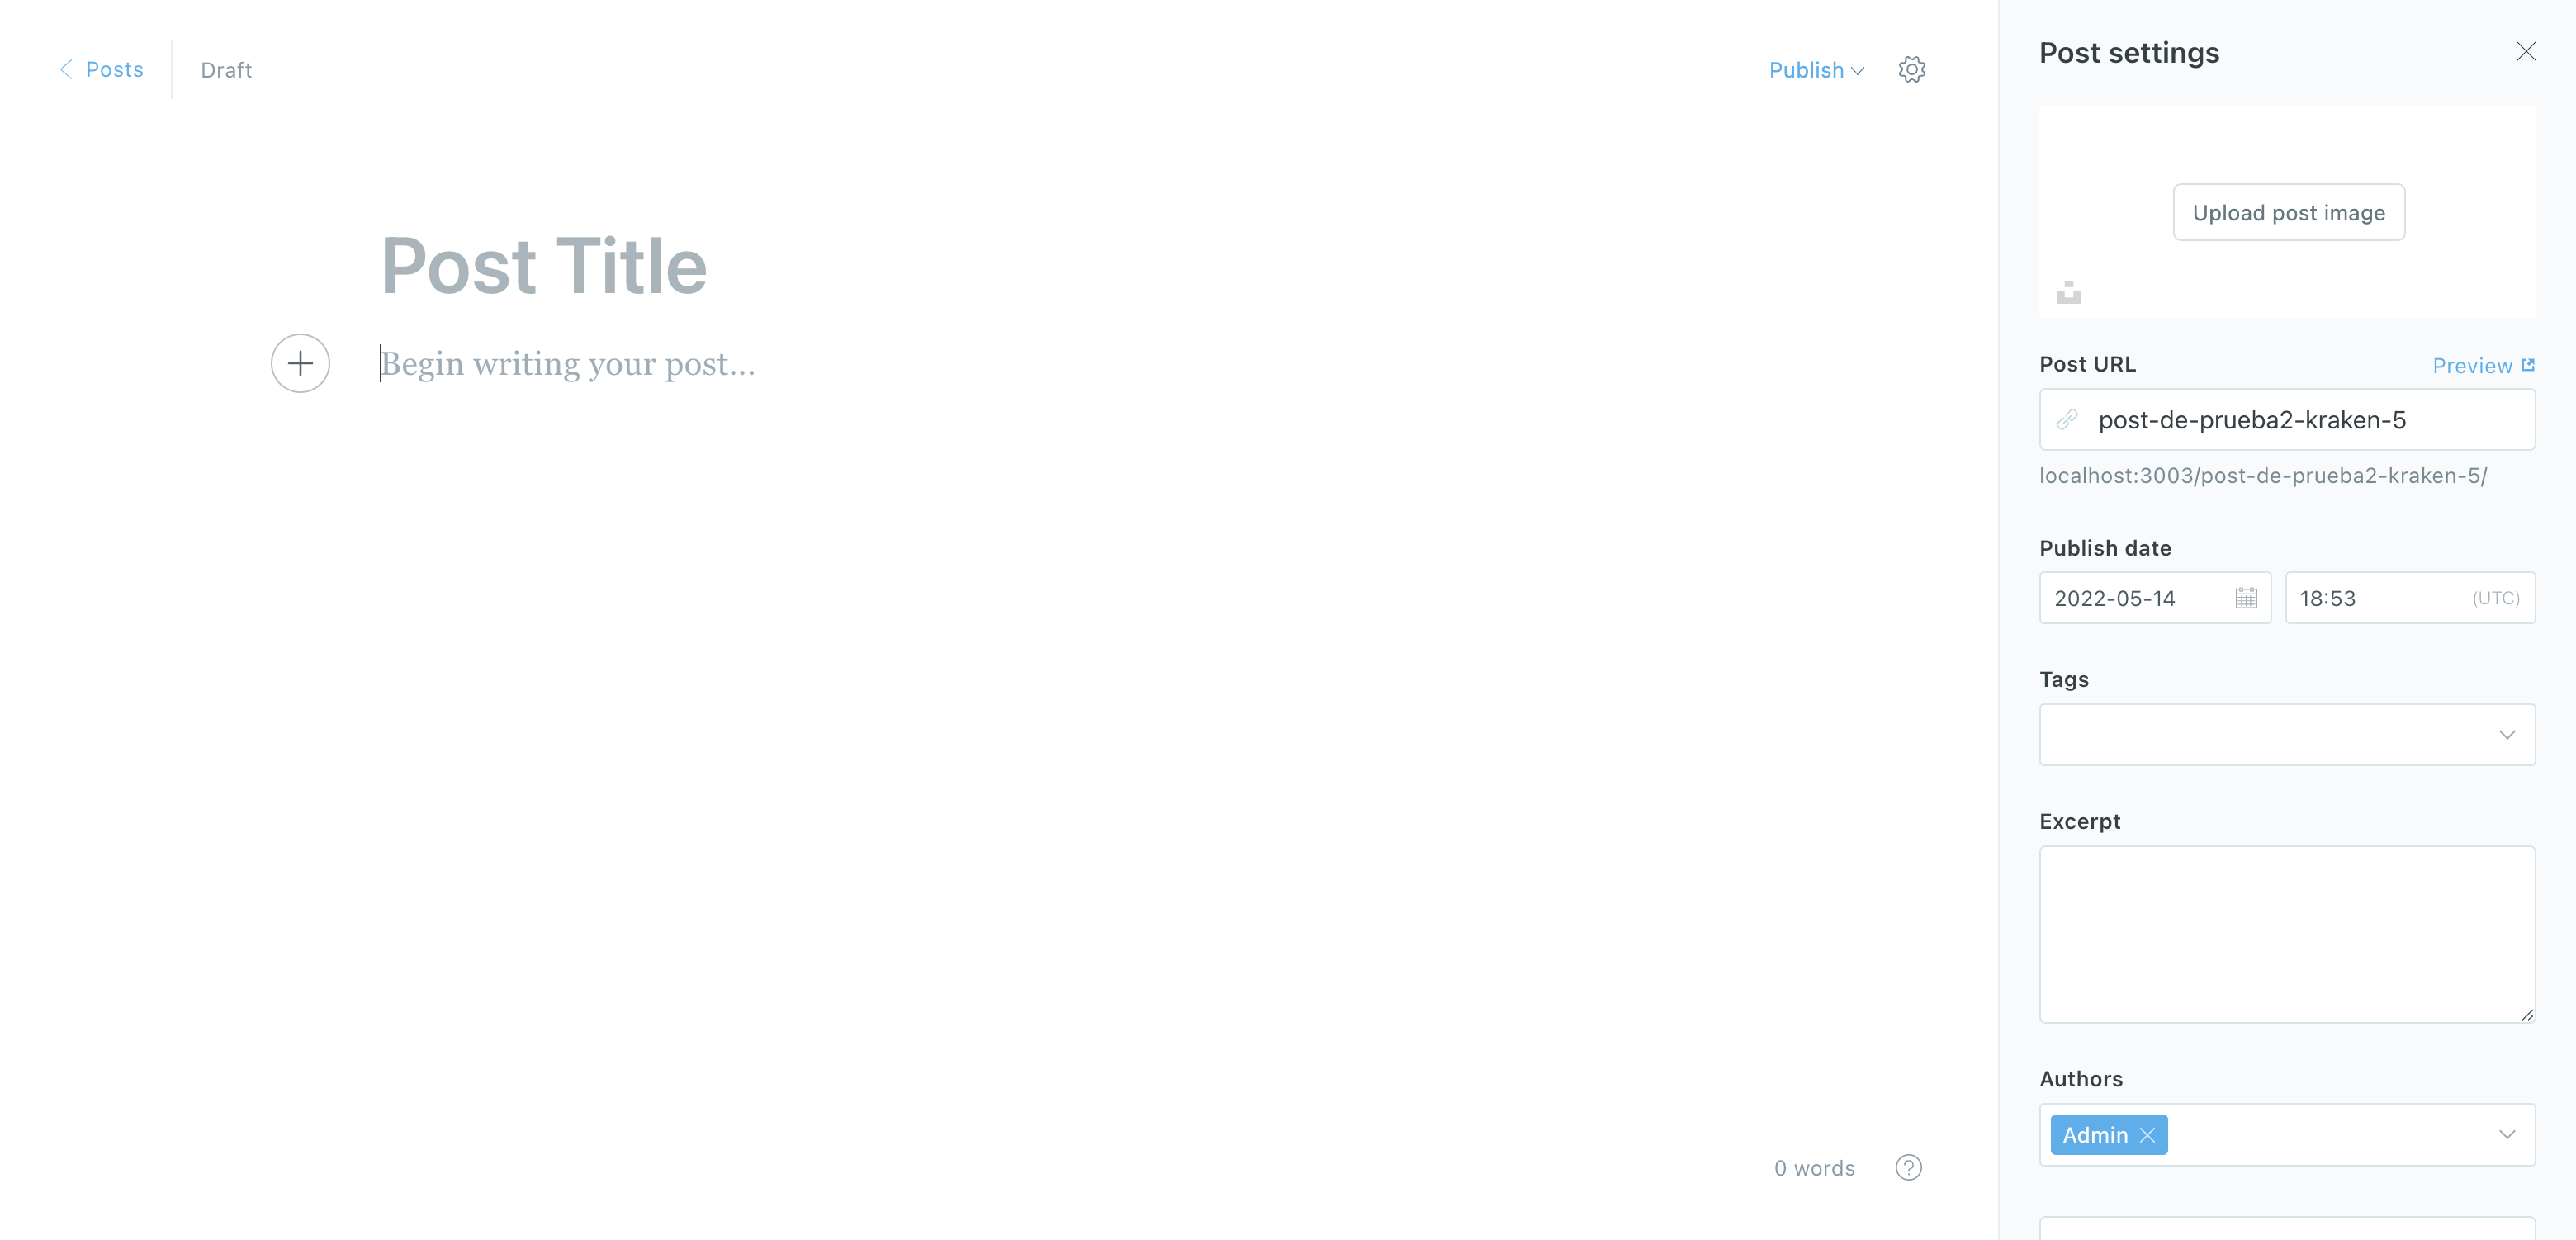 Posts
Draft
Publish
Post Title
Begin writing your post...
0 words
?
Post settings
Upload post image
Post URL
Preview
post-de-prueba2-kraken-5
localhost:3003/post-de-prueba2-kraken-5/
Publish date
2022-05-14
18:53 (UTC)
Tags
Excerpt
Authors
Admin